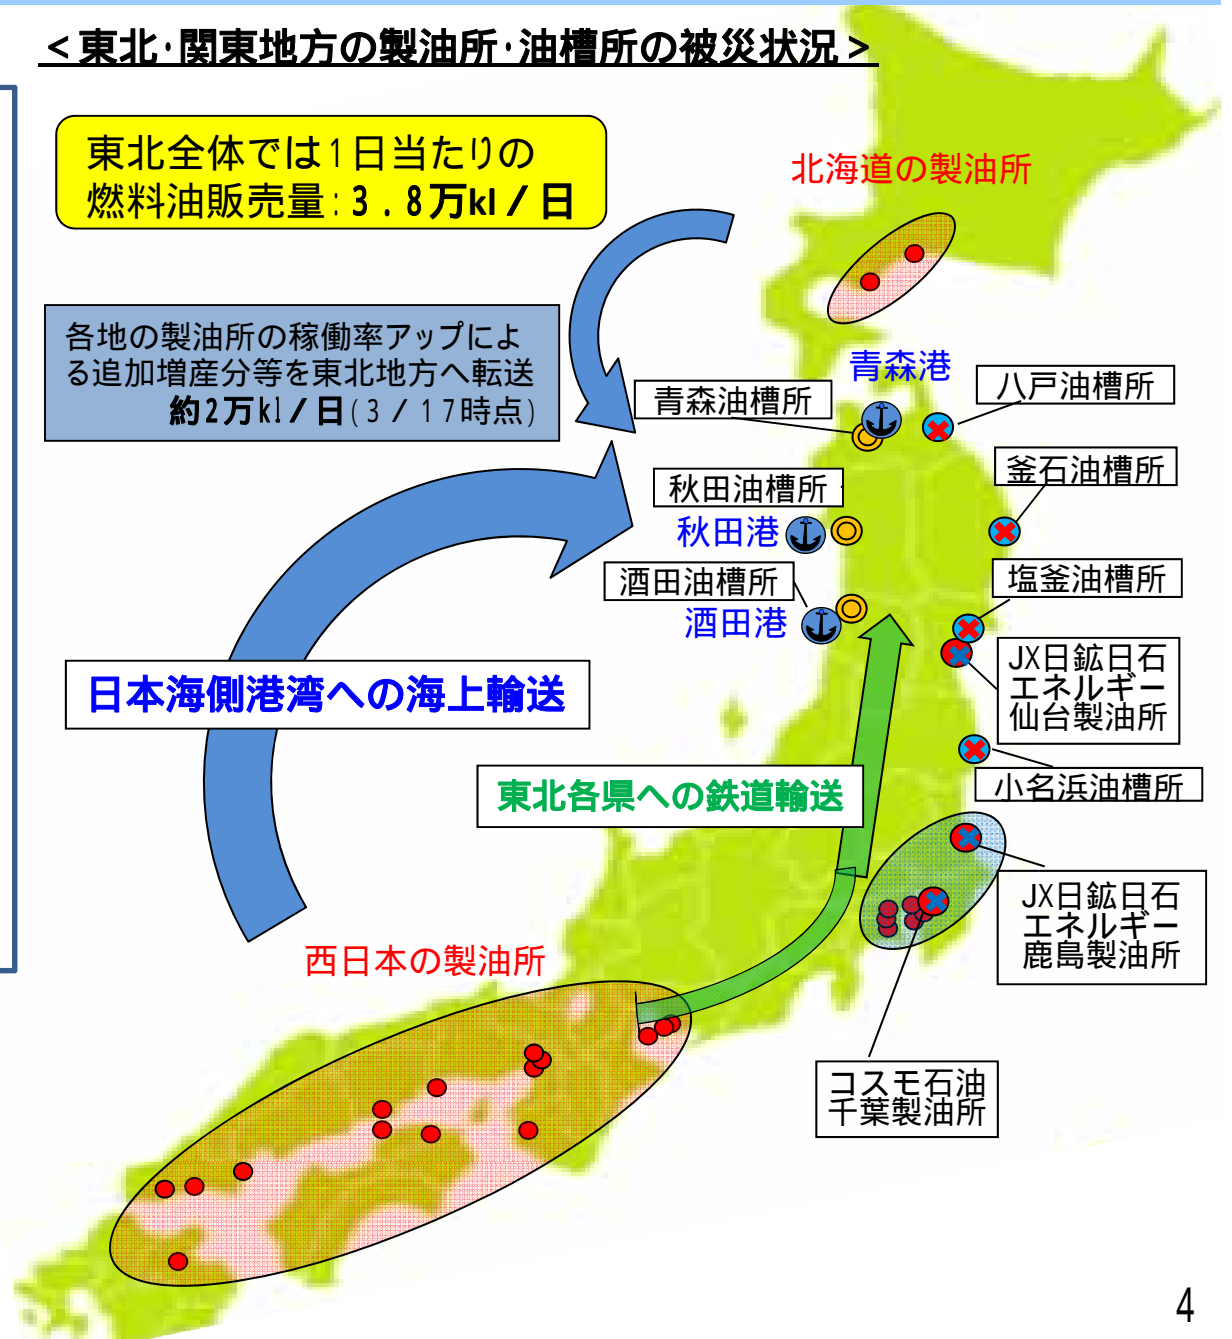 <東北・関東地方の製油所・油槽所の被災状況>
東北全体では1日当たりの
燃料油販売量:3.8万kl/日
北海道の製油所
各地の製油所の稼働率アップによ
る追加増産分等を東北地方へ転送
約2万kl/日(3/17時点)
青森港
青森油槽所
八戸油槽所
釜石油槽所
秋田油槽所
秋田港
酒田油槽所
酒田港
塩釜油槽所
JX日鉱日石
エネルギー
仙台製油所
日本海側港湾への海上輸送
東北各県への鉄道輸送
小名浜油槽所
JX日鉱日石
エネルギー
鹿島製油所
西日本の製油所
コスモ石油
千葉製油所
4